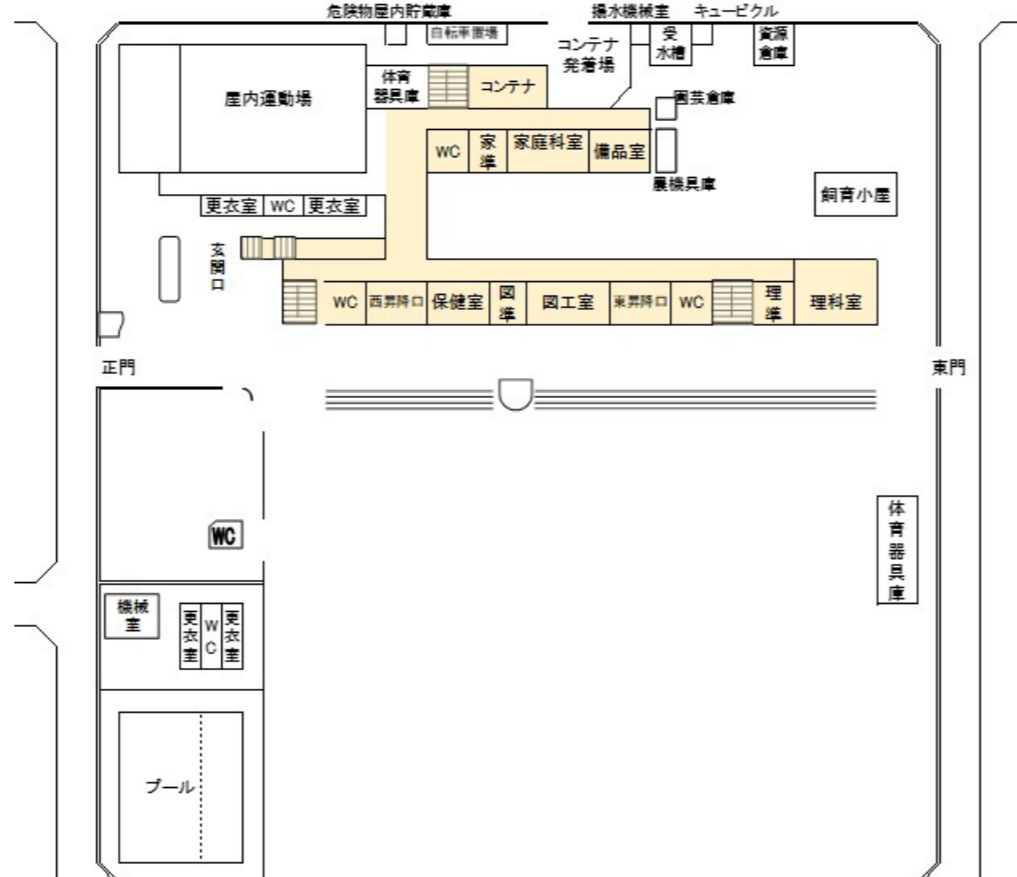 危険物屋内貯蔵庫
揚水機械室
キュービクル
自転車置場
コンテナ
発着場
受
水槽
資源
倉庫
屋内運動場
体育
器具庫
コンテナ
園芸倉庫
WC
家
準
家庭科室
備品室
農機具庫
飼育小屋
更衣室
WC
更衣室
玄
関
口
WC
西昇降口
保健室
図
準
図工室
東昇降口
WC
理
準
理科室
正門
東門
WC
体
育
器
具
庫
機械
室
更
衣
室
W
C
更
衣
室
プール